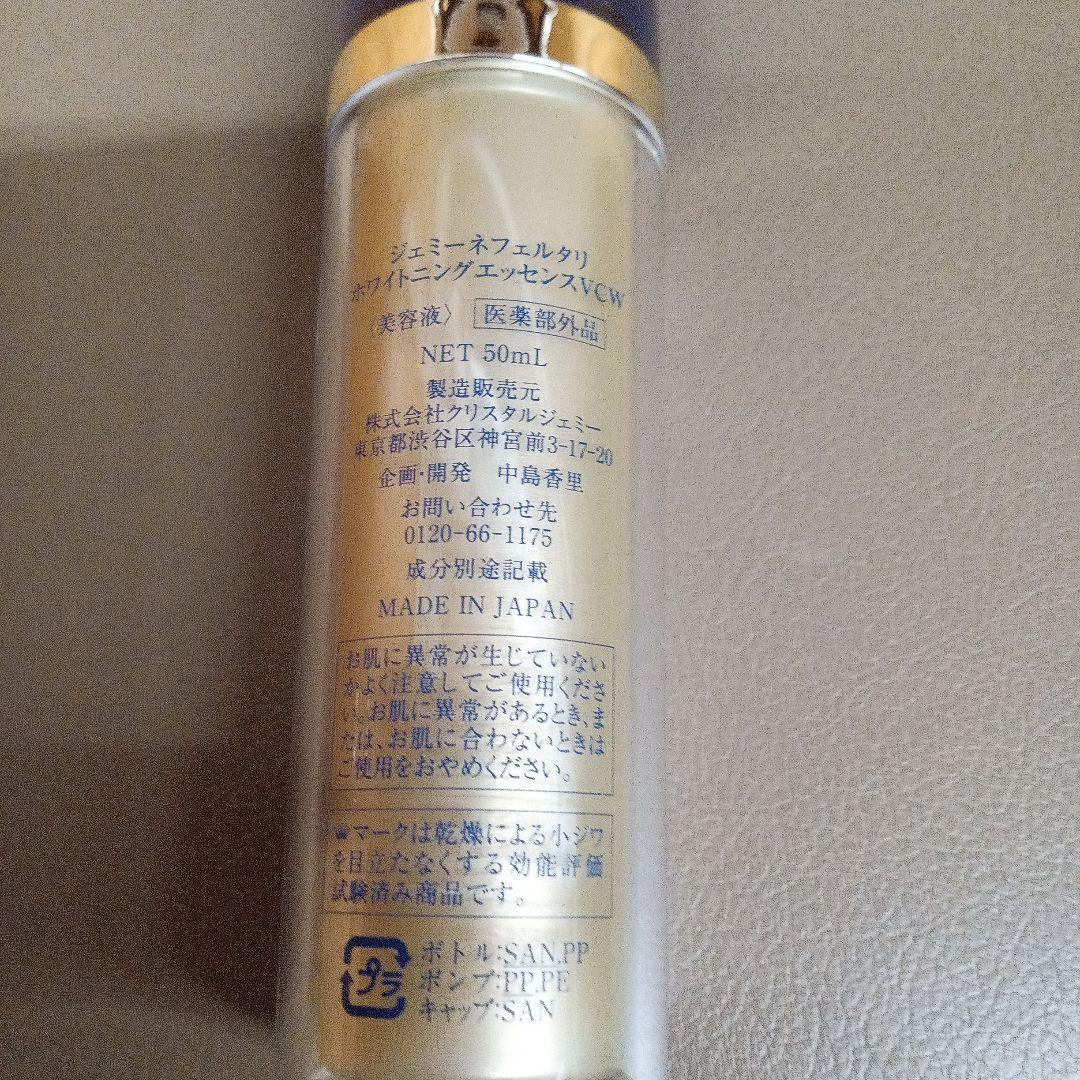 ジェミーネフェルタリ
ホワイトニングエッセンスVCW
〈美容液〉 医薬部外品
NET 50mL
製造販売元
株式会社クリスタルジェミー
東京都渋谷区神宮前3-17-20
企画・開発 中島香里
お問い合わせ先
0120-66-1175
成分別途記載
MADE IN JAPAN
お肌に異常が生じていない
かよく注意してご使用くださ
い。お肌に異常があるとき、ま
たは、お肌に合わないときは
ご使用をおやめください。
マークは乾燥による小ジワ
を目立たなくする効能評価
試験済み商品です。
プラ
ボトル:SAN.PP
ポンプ:PP.PE
キャップ:SAN